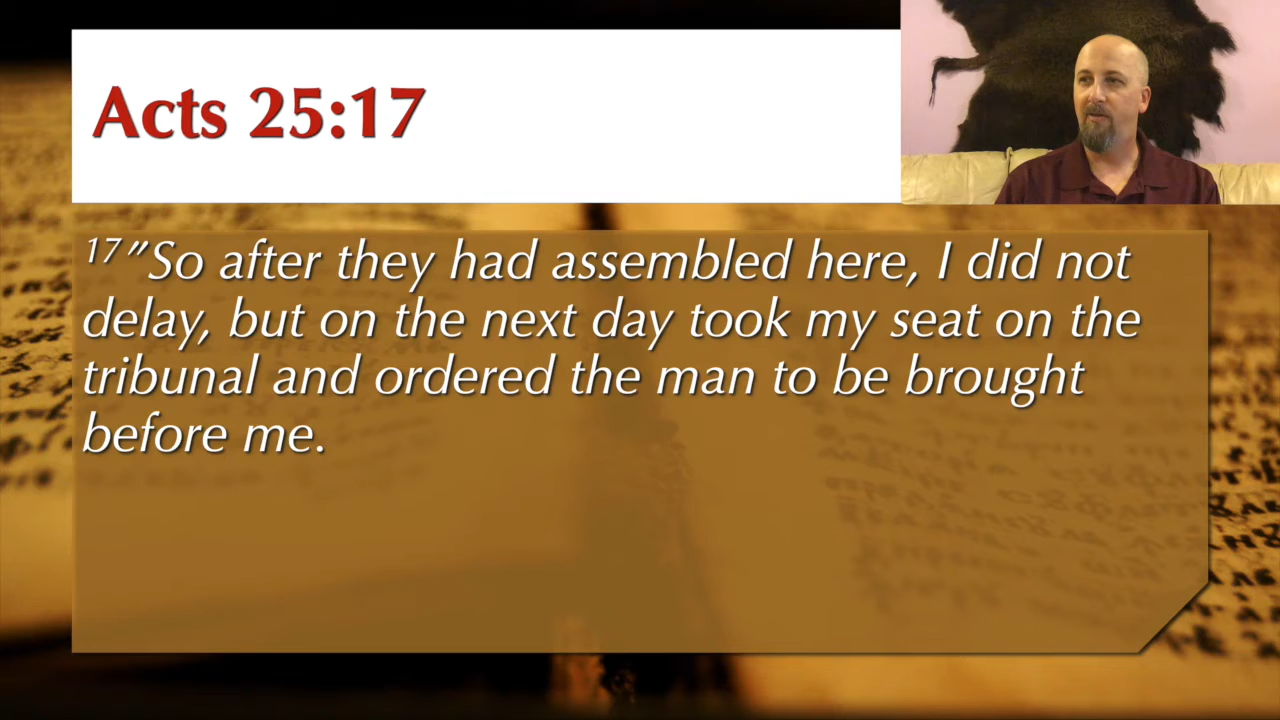 Acts 25:17
17"So after they had assembled here, I did not
delay, but on the next day took my seat on the
tribunal and ordered the man to be brought
before me.